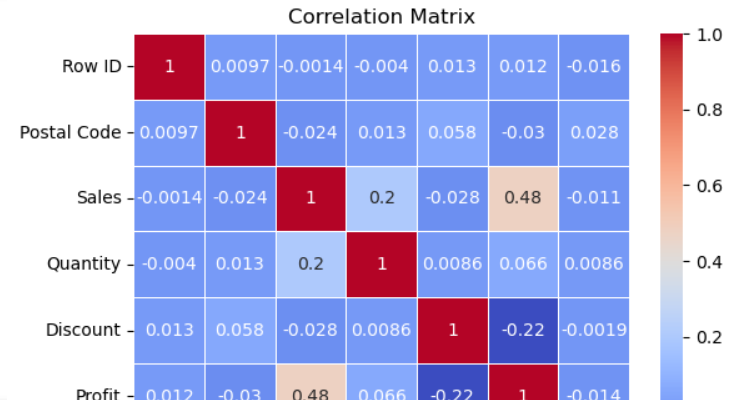 Correlation Matrix
Row ID 1 0.0097 -0.0014 -0.004 0.013 0.012 -0.016
Postal Code 0.0097 1 -0.024 0.013 0.058 -0.03 0.028
Sales -0.0014 -0.024 1 0.2 -0.028 0.48 -0.011
Quantity -0.004 0.013 0.2 1 0.0086 0.066 0.0086
Discount 0.013 0.058 -0.028 0.0086 1 -0.22 -0.0019
Profit 0.012 -0.03 0.48 0.066 -0.22 1 -0.014
1.0
0.8
0.6
0.4
0.2